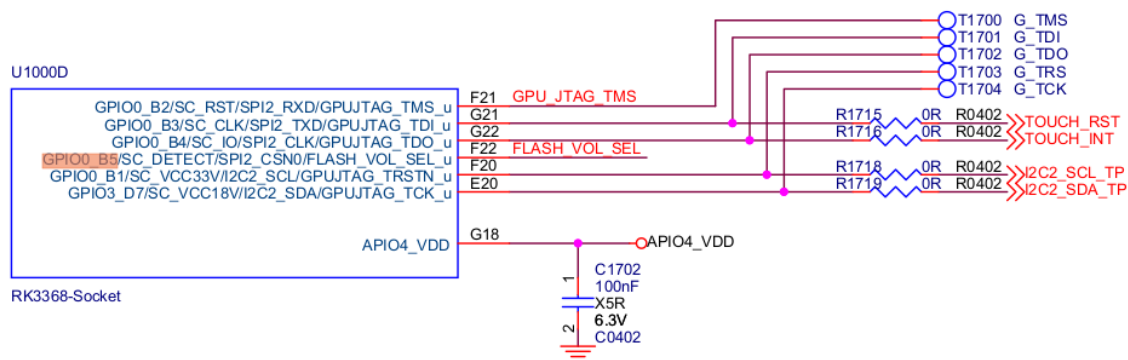 T1700 G_TMS
T1701 G_TDI
T1702 G_TDO
T1703 G_TRS
T1704 G_TCK
U1000D
GPIO0_B2/SC_RST/SPI2_RXD/GPUJTAG_TMS_u F21 GPU_JTAG_TMS
GPIO0_B3/SC_CLK/SPI2_TXD/GPUJTAG_TDI_u G21 R1715 0R R0402 TOUCH_RST
GPIO0_B4/SC_IO/SPI2_CLK/GPUJTAG_TDO_u G22 R1716 0R R0402 TOUCH_INT
GPIO0_B5/SC_DETECT/SPI2_CSN0/FLASH_VOL_SEL_u F22 FLASH_VOL_SEL
GPIO0_B1/SC_VCC33V/I2C2_SCL/GPUJTAG_TRSTN_u F20 R1718 0R R0402 I2C2_SCL_TP
GPIO3_D7/SC_VCC18V/I2C2_SDA/GPUJTAG_TCK_u E20 R1719 0R R0402 I2C2_SDA_TP
APIO4_VDD G18 APIO4_VDD
RK3368-Socket
1 C1702
100nF
X5R
6.3V
2 C0402